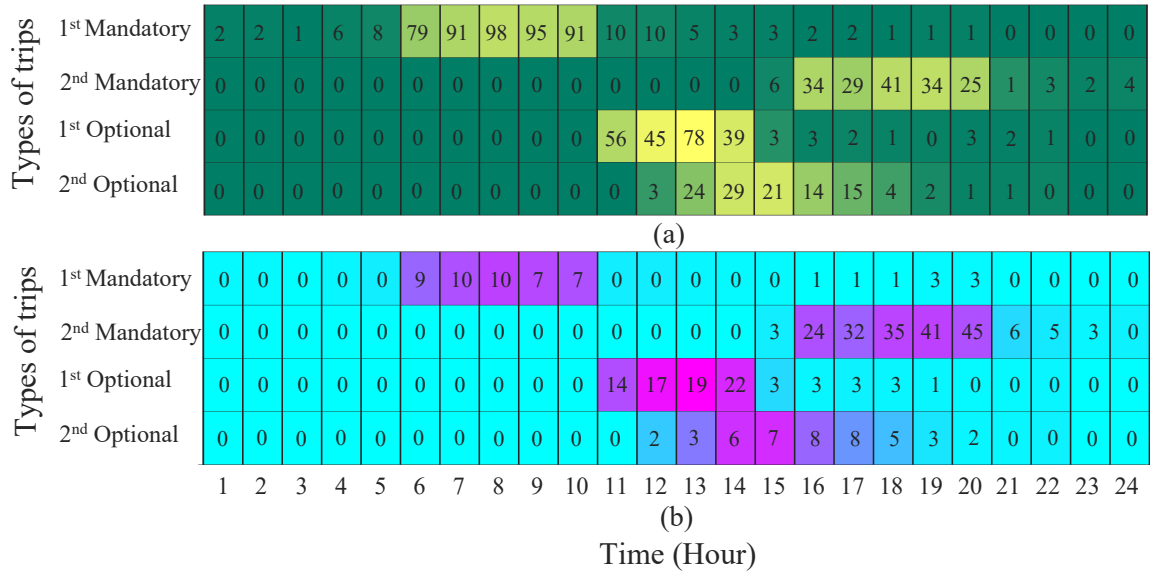 Types of trips
1st Mandatory 2 2 1 6 8 79 91 98 95 91 10 10 5 3 3 2 2 1 1 1 0 0 0 0
2nd Mandatory 0 0 0 0 0 0 0 0 0 0 0 0 0 0 6 34 29 41 34 25 1 3 2 4
1st Optional 0 0 0 0 0 0 0 0 0 0 56 45 78 39 3 3 2 1 0 3 2 1 0 0
2nd Optional 0 0 0 0 0 0 0 0 0 0 0 3 24 29 21 14 15 4 2 1 1 0 0 0
(a)
Types of trips
1st Mandatory 0 0 0 0 0 9 10 10 7 7 0 0 0 0 0 1 1 1 3 3 0 0 0 0
2nd Mandatory 0 0 0 0 0 0 0 0 0 0 0 0 0 0 3 24 32 35 41 45 6 5 3 0
1st Optional 0 0 0 0 0 0 0 0 0 0 14 17 19 22 3 3 3 3 1 0 0 0 0 0
2nd Optional 0 0 0 0 0 0 0 0 0 0 0 2 3 6 7 8 8 5 3 2 0 0 0 0
1 2 3 4 5 6 7 8 9 10 11 12 13 14 15 16 17 18 19 20 21 22 23 24
(b)
Time (Hour)